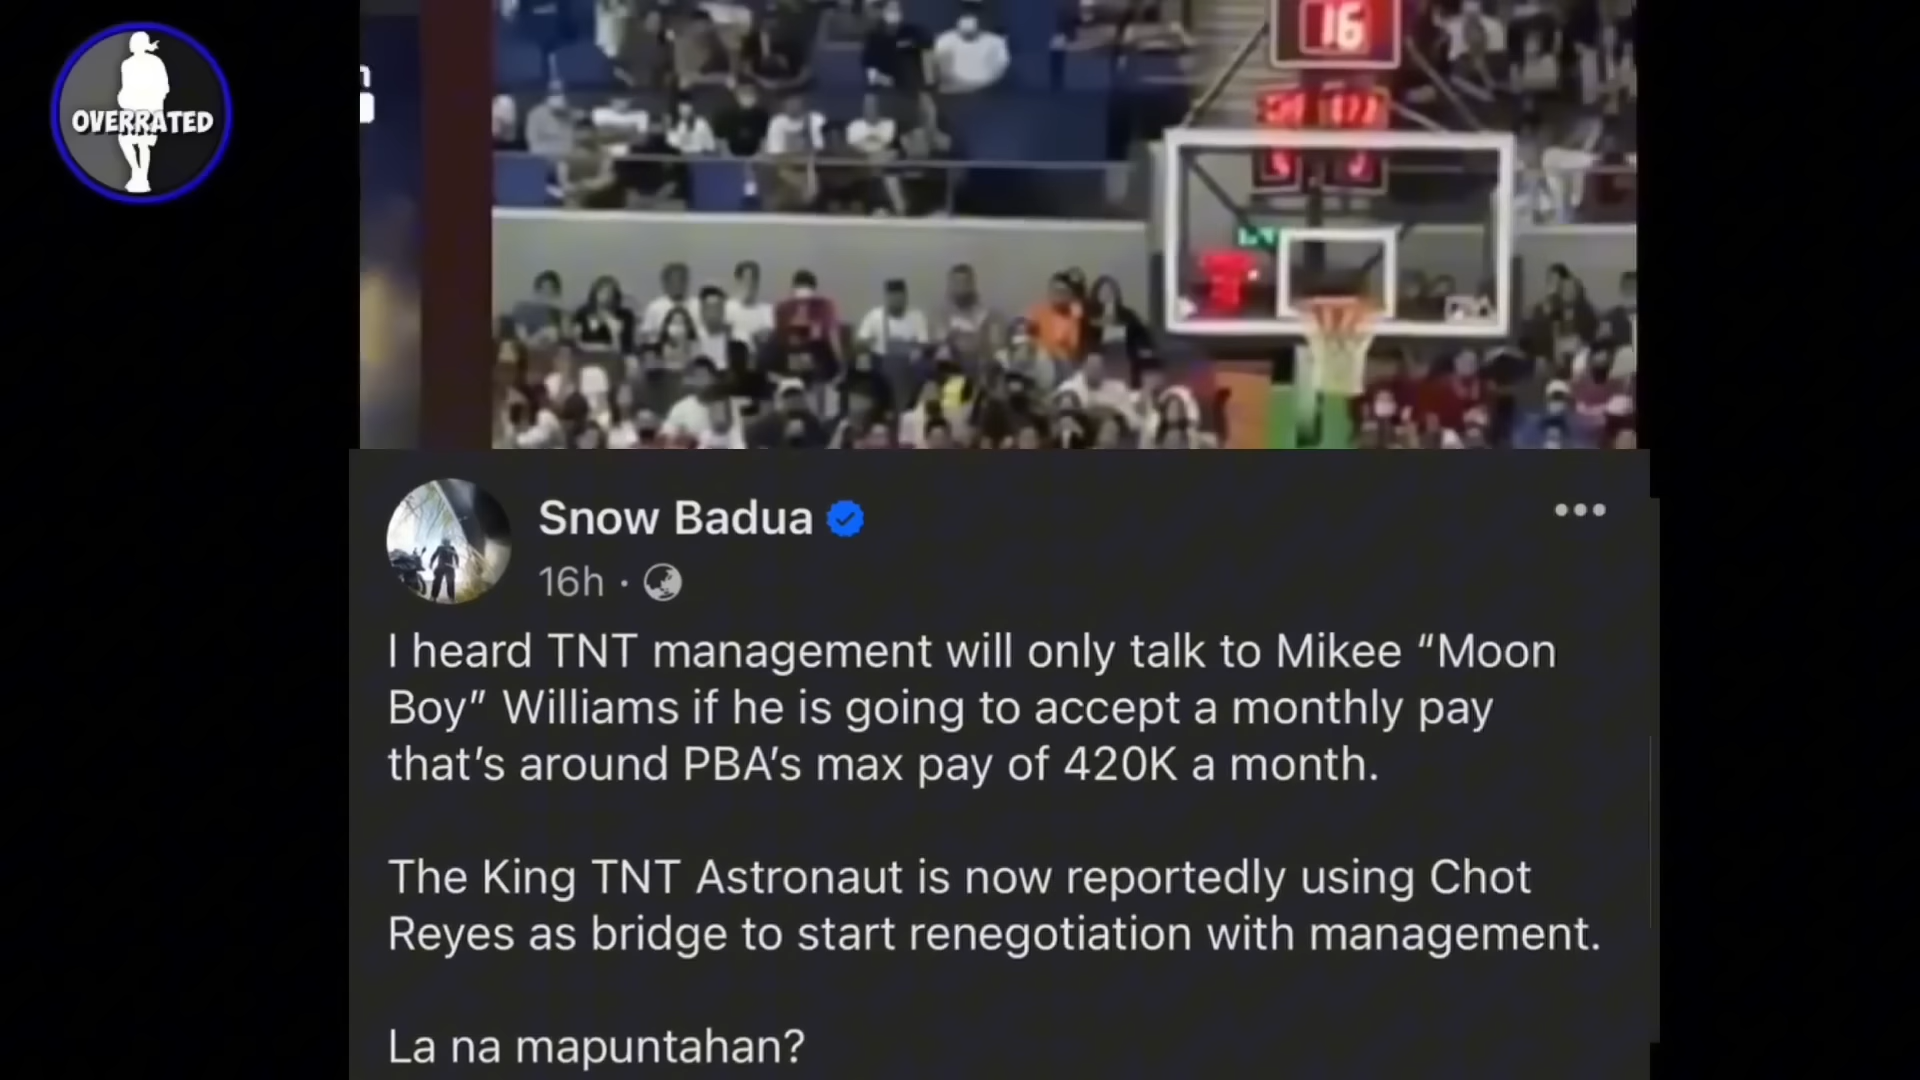 OVERRATED
16
Snow Badua
16h ·
I heard TNT management will only talk to Mikee “Moon
Boy” Williams if he is going to accept a monthly pay
that’s around PBA’s max pay of 420K a month.
The King TNT Astronaut is now reportedly using Chot
Reyes as bridge to start renegotiation with management.
La na mapuntahan?